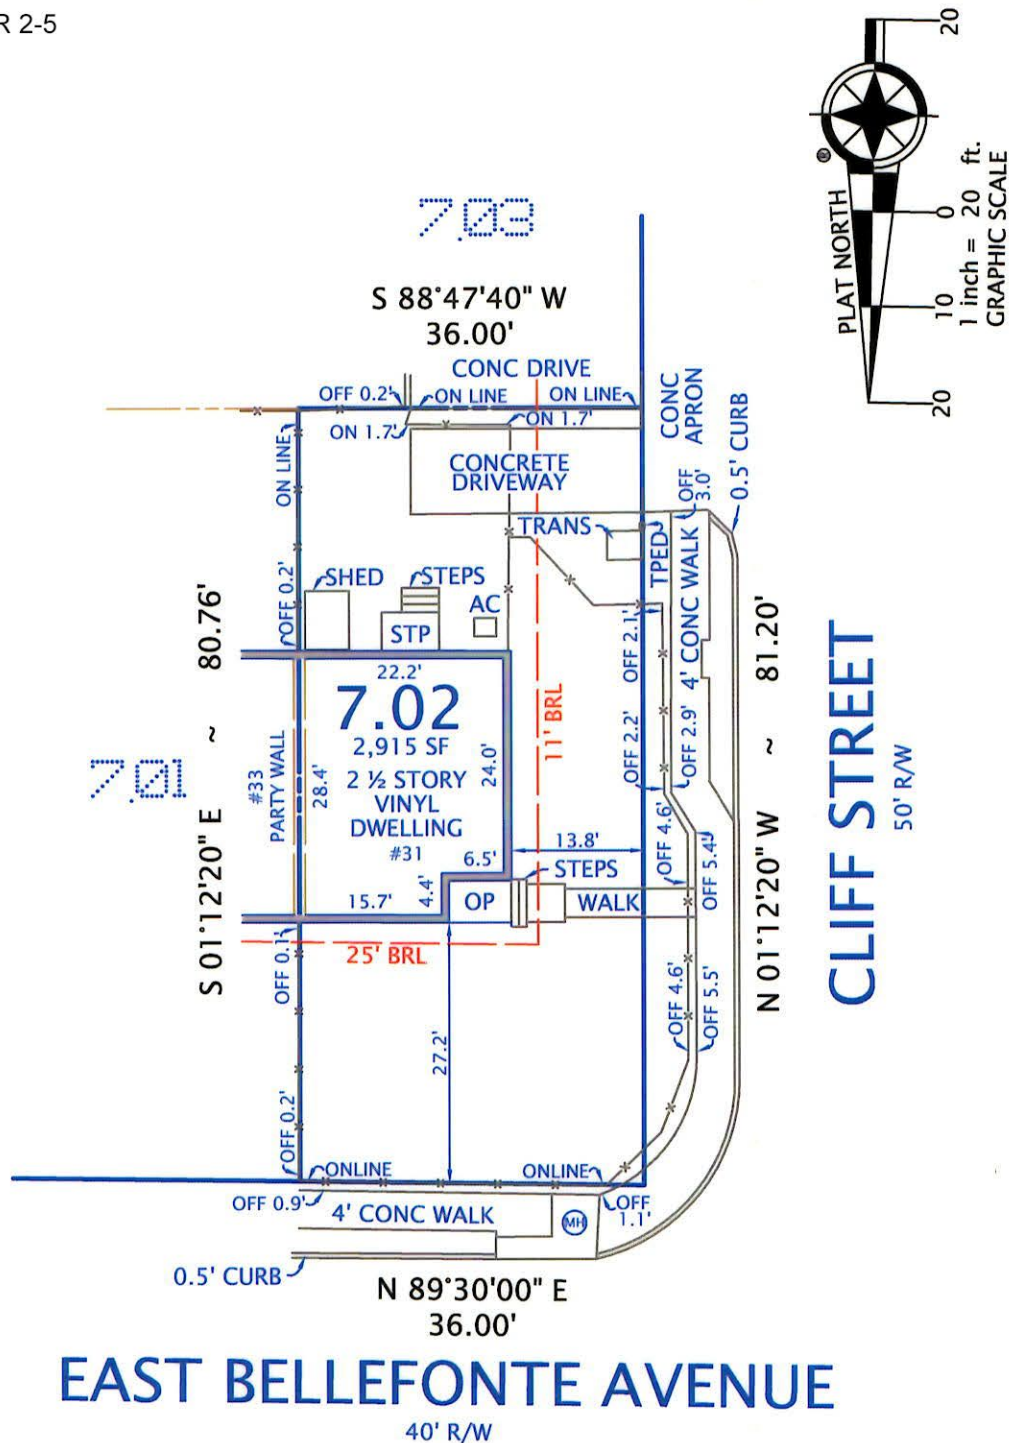 R 2-5
20
PLAT NORTH
0
10
20
1 inch = 20 ft.
GRAPHIC SCALE
7.03
S 88°47'40" W
36.00'
CONC DRIVE
OFF 0.2'
ON LINE
ON LINE
ON 1.7'
ON 1.7'
CONC
APRON
ON LINE
CONCRETE
DRIVEWAY
OFF
3.0'
0.5' CURB
TRANS
TPED
OFF 0.2'
SHED
STEPS
AC
STP
OFF 2.1'
4' CONC WALK
S 01°12'20" E ~ 80.76'
22.2'
7.02
2,915 SF
2 ½ STORY
VINYL
DWELLING
#31
24.0'
11' BRL
OFF 2.2'
OFF 2.9'
N 01°12'20" W ~ 81.20'
CLIFF STREET
50' R/W
7.01
#33
PARTY WALL
28.4'
13.8'
OFF 4.6'
OFF 5.4'
6.5'
STEPS
15.7'
4.4'
OP
WALK
OFF 0.1'
25' BRL
27.2'
OFF 4.6'
OFF 5.5'
OFF 0.2'
ONLINE
ONLINE
OFF 0.9'
4' CONC WALK
MH
OFF
1.1'
0.5' CURB
N 89°30'00" E
36.00'
EAST BELLEFONTE AVENUE
40' R/W